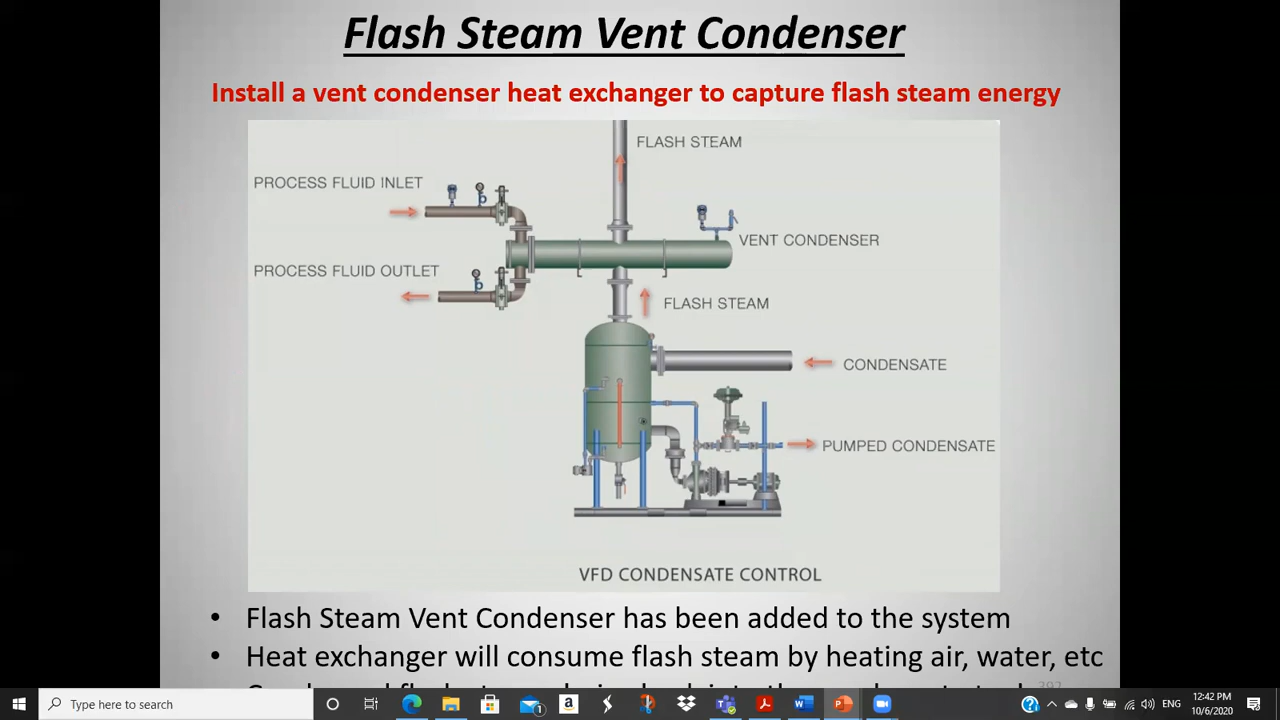 Flash Steam Vent Condenser
Install a vent condenser heat exchanger to capture flash steam energy
FLASH STEAM
PROCESS FLUID INLET
VENT CONDENSER
PROCESS FLUID OUTLET
FLASH STEAM
CONDENSATE
PUMPED CONDENSATE
VFD CONDENSATE CONTROL
• Flash Steam Vent Condenser has been added to the system
• Heat exchanger will consume flash steam by heating air, water, etc
Type here to search
ENG
12:42 PM
10/6/2020